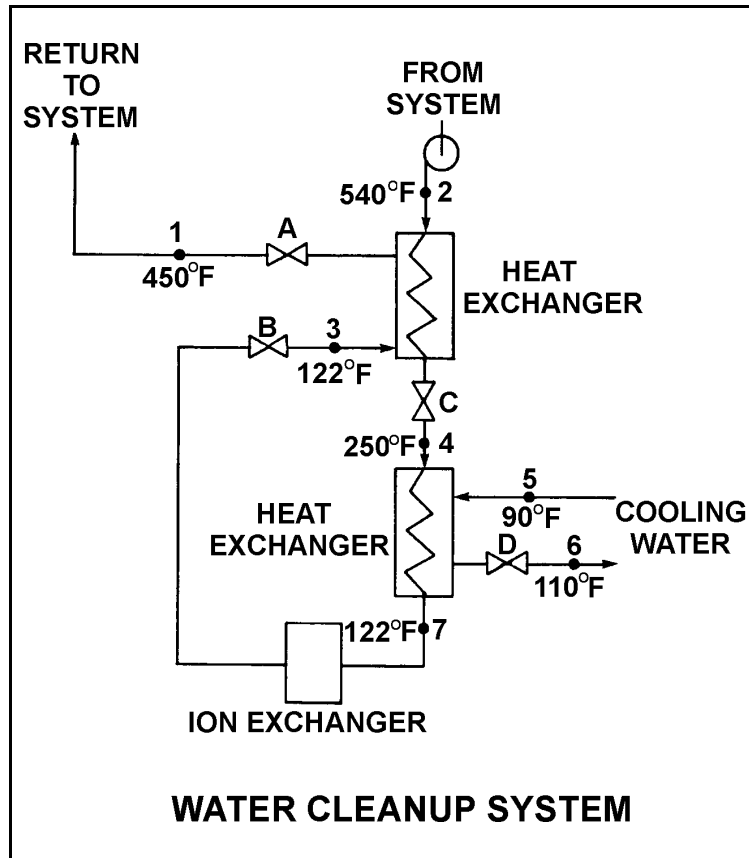 RETURN
TO
SYSTEM
FROM
SYSTEM
540°F 2
1
A
450°F
HEAT
EXCHANGER
B
3
122°F
C
250°F 4
HEAT
EXCHANGER
5
90°F
COOLING
WATER
D
6
110°F
122°F 7
ION EXCHANGER
WATER CLEANUP SYSTEM